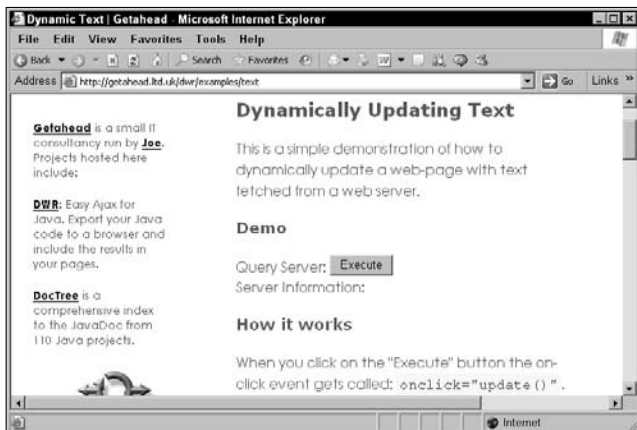 Dynamic Text | Getahead - Microsoft Internet Explorer
File Edit View Favorites Tools Help
Back Search Favorites
Address http://getahead.ltd.uk/dwr/examples/text Go Links »
Getahead is a small IT
consultancy run by Joe.
Projects hosted here
include:
DWR: Easy Ajax for
Java. Export your Java
code to a browser and
include the results in
your pages.
DocTree is a
comprehensive index
to the JavaDoc from
110 Java projects.
Dynamically Updating Text
This is a simple demonstration of how to
dynamically update a web-page with text
fetched from a web server.
Demo
Query Server: Execute
Server Information:
How it works
When you click on the "Execute" button the on-
click event gets called: onclick="update()".
Internet